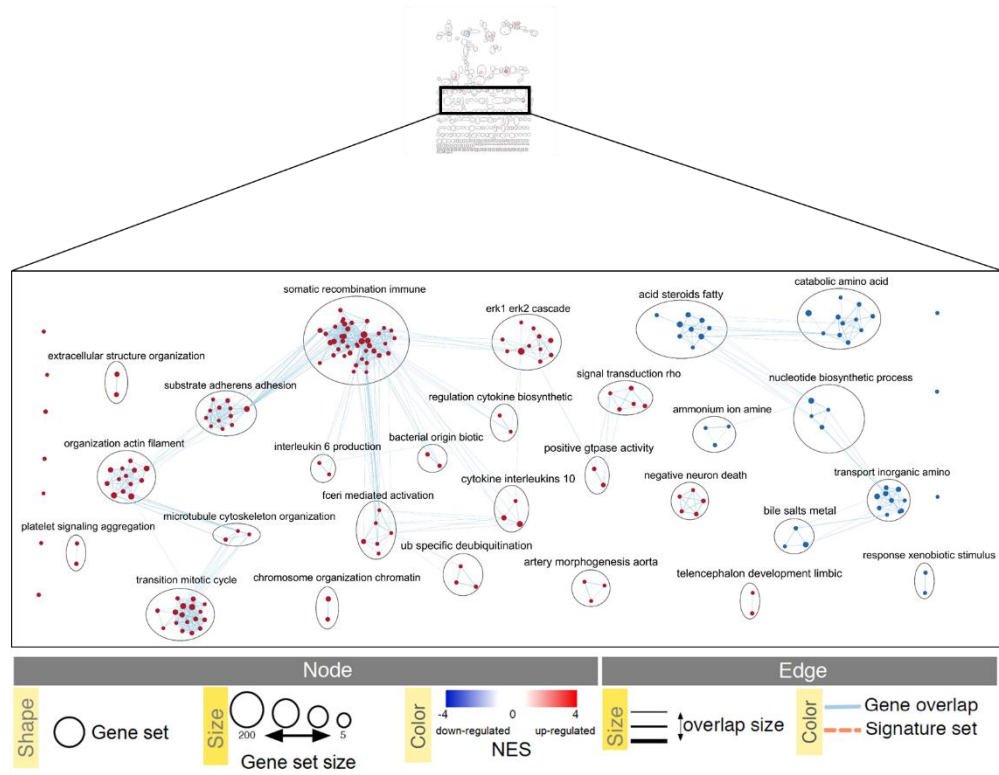 somatic recombination immune
erk1 erk2 cascade
acid steroids fatty
catabolic amino acid
extracellular structure organization
substrate adherens adhesion
signal transduction rho
nucleotide biosynthetic process
regulation cytokine biosynthetic
ammonium ion amine
organization actin filament
interleukin 6 production
bacterial origin biotic
positive gtpase activity
cytokine interleukins 10
negative neuron death
transport inorganic amino
fceri mediated activation
platelet signaling aggregation
microtubule cytoskeleton organization
bile salts metal
ub specific deubiquitination
artery morphogenesis aorta
response xenobiotic stimulus
transition mitotic cycle
chromosome organization chromatin
telencephalon development limbic
Node
Edge
Shape
Gene set
Size
200
5
Gene set size
Color
-4
0
4
down-regulated
up-regulated
NES
Size
overlap size
Color
Gene overlap
Signature set